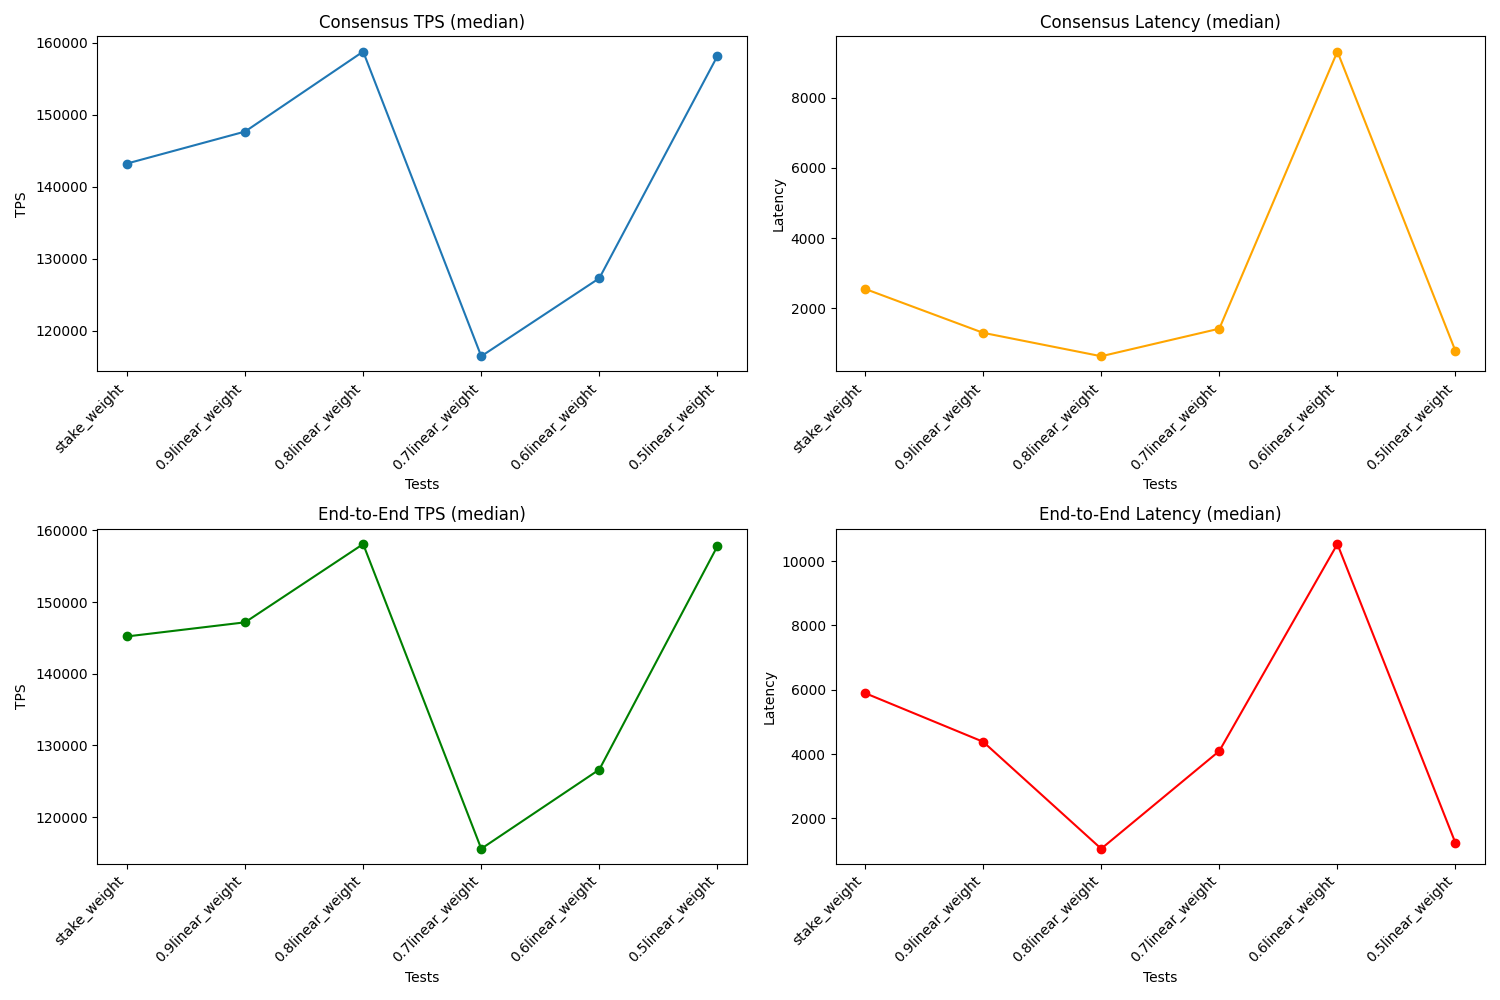 Consensus TPS (median)
TPS
160000
150000
140000
130000
120000
stake_weight
0.9linear_weight
0.8linear_weight
0.7linear_weight
0.6linear_weight
0.5linear_weight
Tests
Consensus Latency (median)
Latency
8000
6000
4000
2000
stake_weight
0.9linear_weight
0.8linear_weight
0.7linear_weight
0.6linear_weight
0.5linear_weight
Tests
End-to-End TPS (median)
TPS
160000
150000
140000
130000
120000
stake_weight
0.9linear_weight
0.8linear_weight
0.7linear_weight
0.6linear_weight
0.5linear_weight
Tests
End-to-End Latency (median)
Latency
10000
8000
6000
4000
2000
stake_weight
0.9linear_weight
0.8linear_weight
0.7linear_weight
0.6linear_weight
0.5linear_weight
Tests